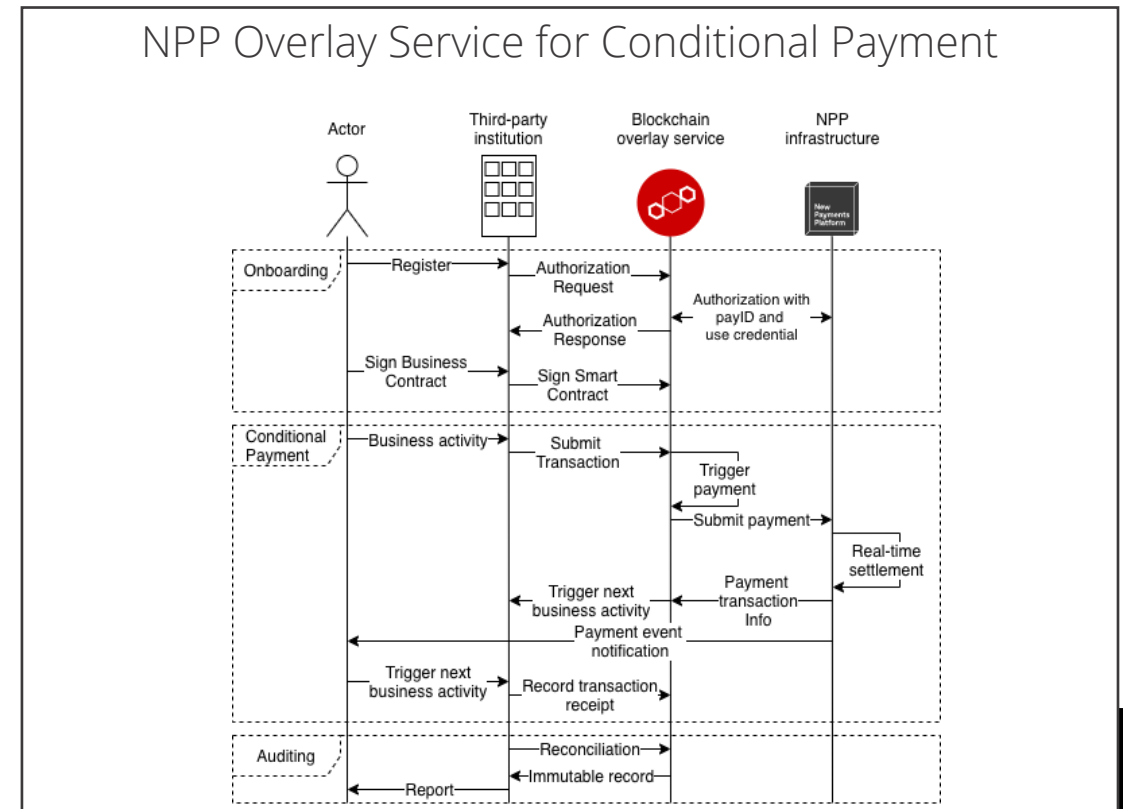 NPP Overlay Service for Conditional Payment
Actor
Third-party
institution
Blockchain
overlay service
NPP
infrastructure
New
Payments
Platform
Onboarding
Register
Authorization
Request
Authorization with
payID and
use credential
Authorization
Response
Sign Business
Contract
Sign Smart
Contract
Conditional
Payment
Business activity
Submit
Transaction
Trigger
payment
Submit payment
Real-time
settlement
Payment
transaction
Info
Trigger next
business activity
Payment event
notification
Trigger next
business activity
Record transaction
receipt
Auditing
Reconciliation
Immutable record
Report